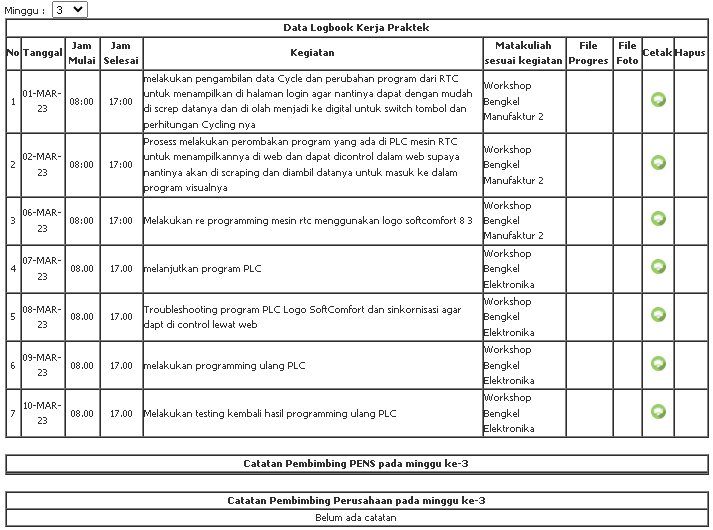 Minggu : 3
Data Logbook Kerja Praktek
No Tanggal Jam Mulai Jam Selesai Kegiatan Matakuliah sesuai kegiatan File Progres File Foto Cetak Hapus
1 01-MAR-23 08:00 17:00 melakukan pengambilan data Cycle dan perubahan program dari RTC
untuk menampilkan di halaman login agar nantinya dapat dengan mudah
di screp datanya dan di olah menjadi ke digital untuk switch tombol dan
perhitungan Cycling nya
Workshop
Bengkel
Manufaktur 2
2 02-MAR-23 08:00 17:00 Prosess melakukan perombakan program yang ada di PLC mesin RTC
untuk menampilkannya di web dan dapat dicontrol dalam web supaya
nantinya akan di scraping dan diambil datanya untuk masuk ke dalam
program visualnya
Workshop
Bengkel
Manufaktur 2
3 06-MAR-23 08:00 17:00 Melakukan re programming mesin rtc menggunakan logo softcomfort 8 3
Workshop
Bengkel
Manufaktur 2
4 07-MAR-23 08.00 17.00 melanjutkan program PLC
Workshop
Bengkel
Elektronika
5 08-MAR-23 08.00 17.00 Troubleshooting program PLC Logo SoftComfort dan sinkornisasi agar
dapt di control lewat web
Workshop
Bengkel
Elektronika
6 09-MAR-23 08.00 17.00 melakukan programming ulang PLC
Workshop
Bengkel
Elektronika
7 10-MAR-23 08.00 17.00 Melakukan testing kembali hasil programming ulang PLC
Workshop
Bengkel
Elektronika
Catatan Pembimbing PENS pada minggu ke-3
Catatan Pembimbing Perusahaan pada minggu ke-3
Belum ada catatan